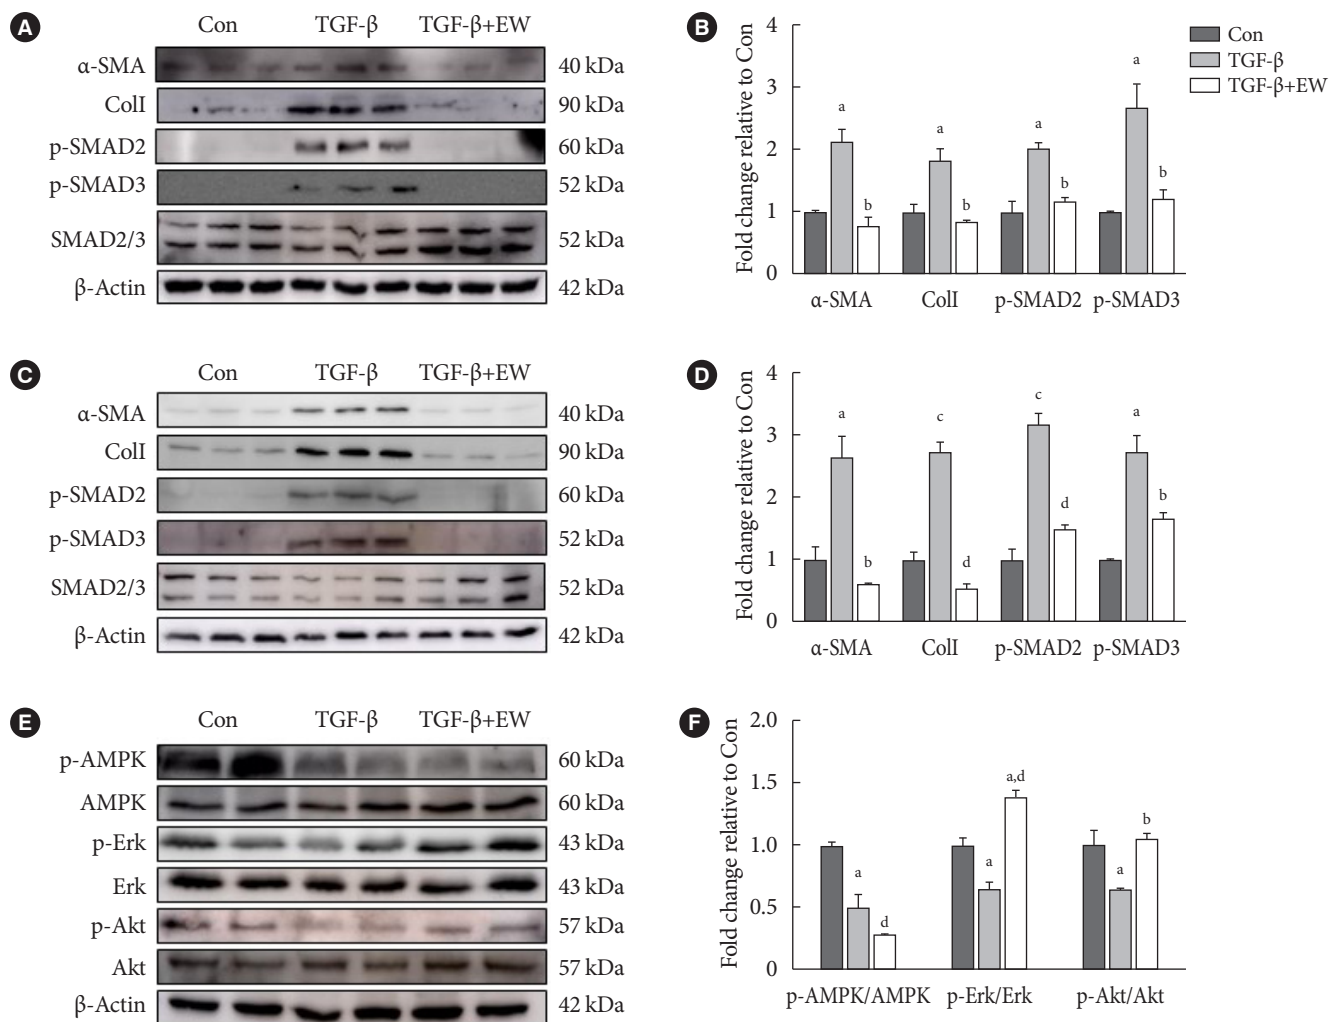 A
Con TGF-β TGF-β+EW
α-SMA 40 kDa
ColI 90 kDa
p-SMAD2 60 kDa
p-SMAD3 52 kDa
SMAD2/3 52 kDa
β-Actin 42 kDa
B
Fold change relative to Con
4
3
2
1
0
a b a b a b a b
α-SMA ColI p-SMAD2 p-SMAD3
Con
TGF-β
TGF-β+EW
C
Con TGF-β TGF-β+EW
α-SMA 40 kDa
ColI 90 kDa
p-SMAD2 60 kDa
p-SMAD3 52 kDa
SMAD2/3 52 kDa
β-Actin 42 kDa
D
Fold change relative to Con
4
3
2
1
0
a b c d c d a b
α-SMA ColI p-SMAD2 p-SMAD3
E
Con TGF-β TGF-β+EW
p-AMPK 60 kDa
AMPK 60 kDa
p-Erk 43 kDa
Erk 43 kDa
p-Akt 57 kDa
Akt 57 kDa
β-Actin 42 kDa
F
Fold change relative to Con
2.0
1.5
1.0
0.5
0
a d a a,d a b
p-AMPK/AMPK p-Erk/Erk p-Akt/Akt